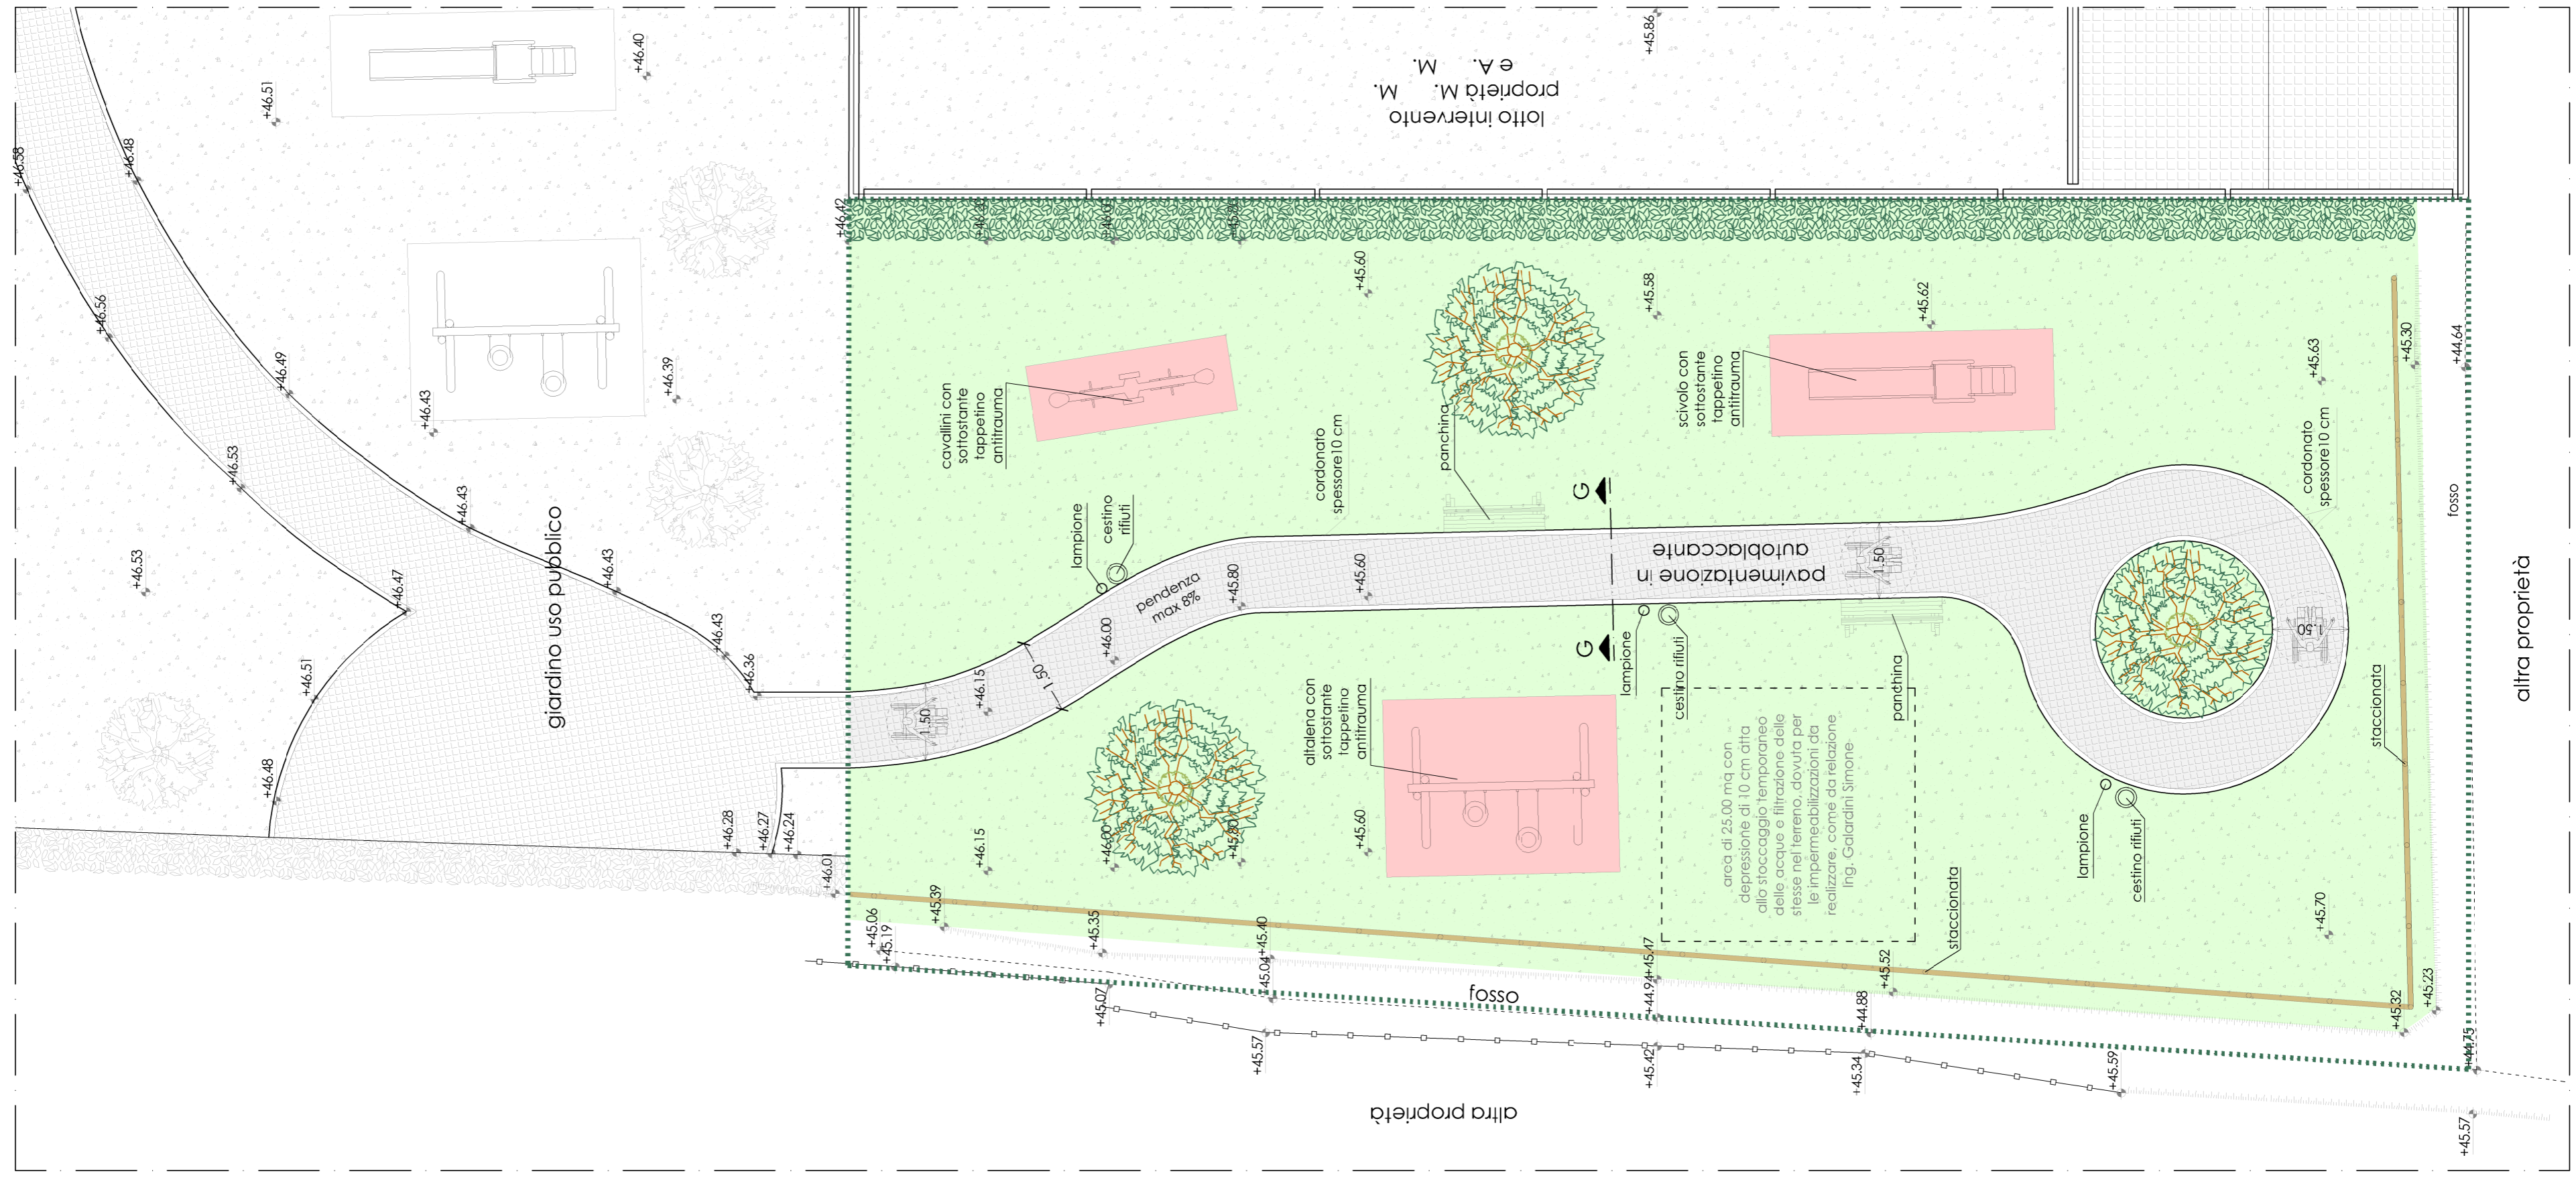 +46.58
+46.48
+46.51
+46.40
+46.56
+46.49
+46.43
+46.39
+46.53
+46.43
+46.53
+46.47
+46.43
+46.43
+46.36
+46.51
+46.48
+46.28
+46.27
+46.24
+46.01
giardino uso pubblico
lotto intervento
proprietà M. M.
e A. M.
+45.86
+46.42
+45.60
+45.58
+45.62
+45.63
+45.30
+44.64
cavallini con
sottostante
tappetino
antitrauma
cordonato
spessore10 cm
panchina
scivolo con
sottostante
tappetino
antitrauma
cordonato
spessore10 cm
fosso
lampione
cestino
rifiuti
pendenza
max 8%
+45.80
+45.60
+46.00
+46.15
1.50
1.50
G
G
pavimentazione in
autoblaccante
1.50
1.50
lampione
cestino rifiuti
panchina
altalena con
sottostante
tappetino
antitrauma
area di 25.00 mq con
depressione di 10 cm atta
allo stoccaggio temporaneo
delle acque e filtrazione delle
stesse nel terreno, dovuta per
le impermeabilizzazioni da
realizzare, come da relazione
Ing. Galardini Simone
lampione
cestino rifiuti
staccionata
staccionata
+46.15
+46.00
+45.80
+45.60
+45.70
+45.06
+45.19
+45.39
+45.35
+45.40
+45.04
+45.47
+44.94
+45.52
+44.88
+45.32
+45.23
+44.75
+45.07
+45.57
+45.42
+45.34
+45.59
+45.57
fosso
altra proprietà
altra proprietà